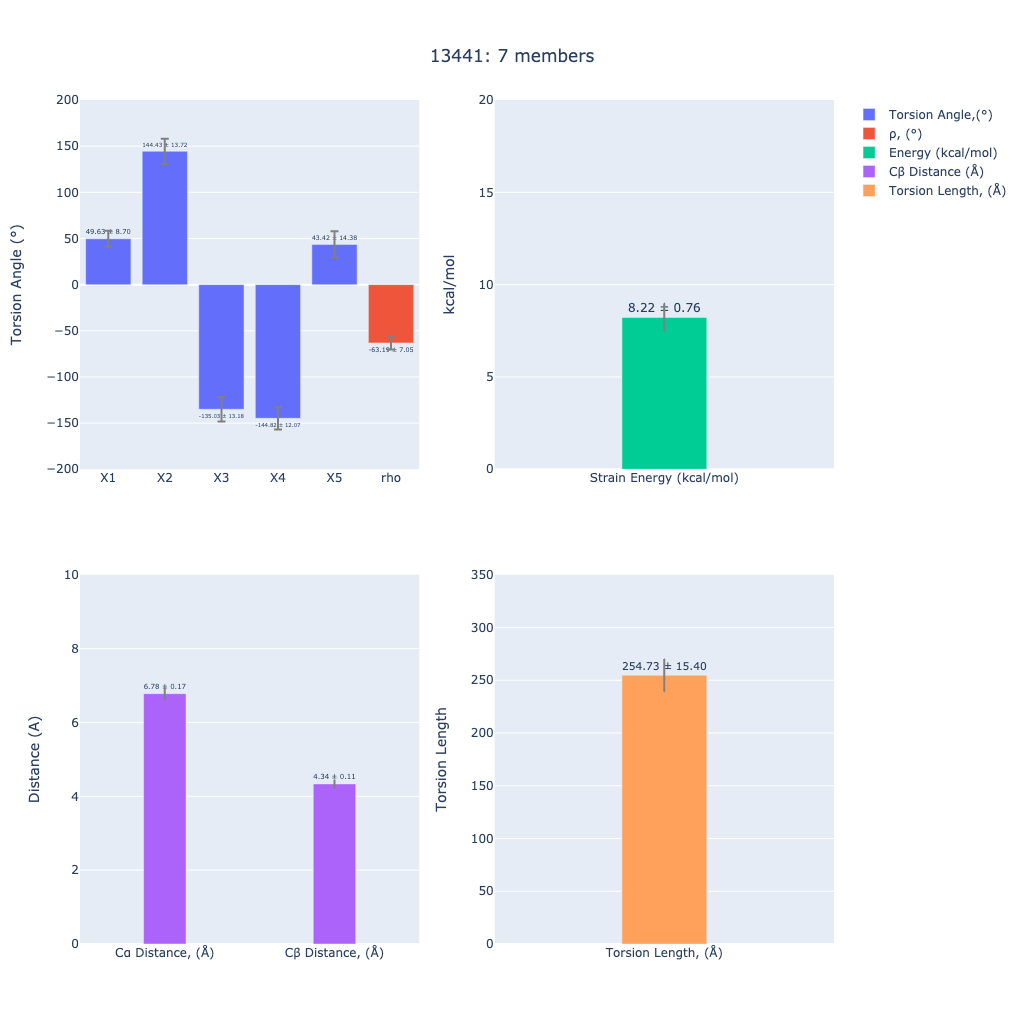 13441: 7 members
Torsion Angle (°)
200
150
100
50
0
−50
−100
−150
−200
49.63 ± 8.70
144.43 ± 13.72
-135.03 ± 13.18
-144.82 ± 12.07
43.42 ± 14.38
-63.19 ± 7.05
X1 X2 X3 X4 X5 rho
kcal/mol
20
15
10
5
0
8.22 ± 0.76
Strain Energy (kcal/mol)
Torsion Angle,(°)
ρ, (°)
Energy (kcal/mol)
Cβ Distance (Å)
Torsion Length, (Å)
Distance (A)
10
8
6
4
2
0
6.78 ± 0.17
4.34 ± 0.11
Cα Distance, (Å) Cβ Distance, (Å)
Torsion Length
350
300
250
200
150
100
50
0
254.73 ± 15.40
Torsion Length, (Å)